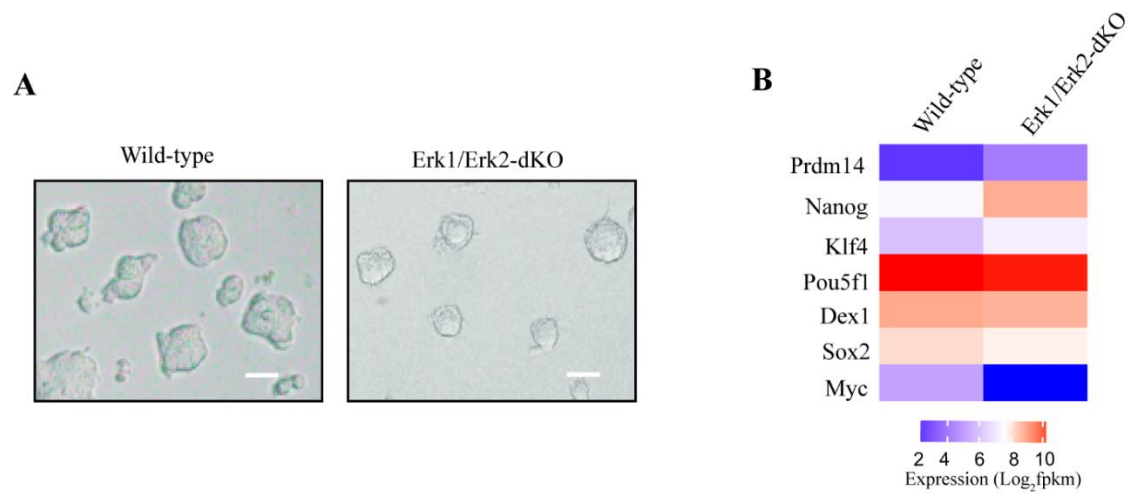 A
Wild-type
Erk1/Erk2-dKO
B
Wild-type
Erk1/Erk2-dKO
Prdm14
Nanog
Klf4
Pou5f1
Dex1
Sox2
Myc
2 4 6 8 10
Expression (Log₂fpkm)